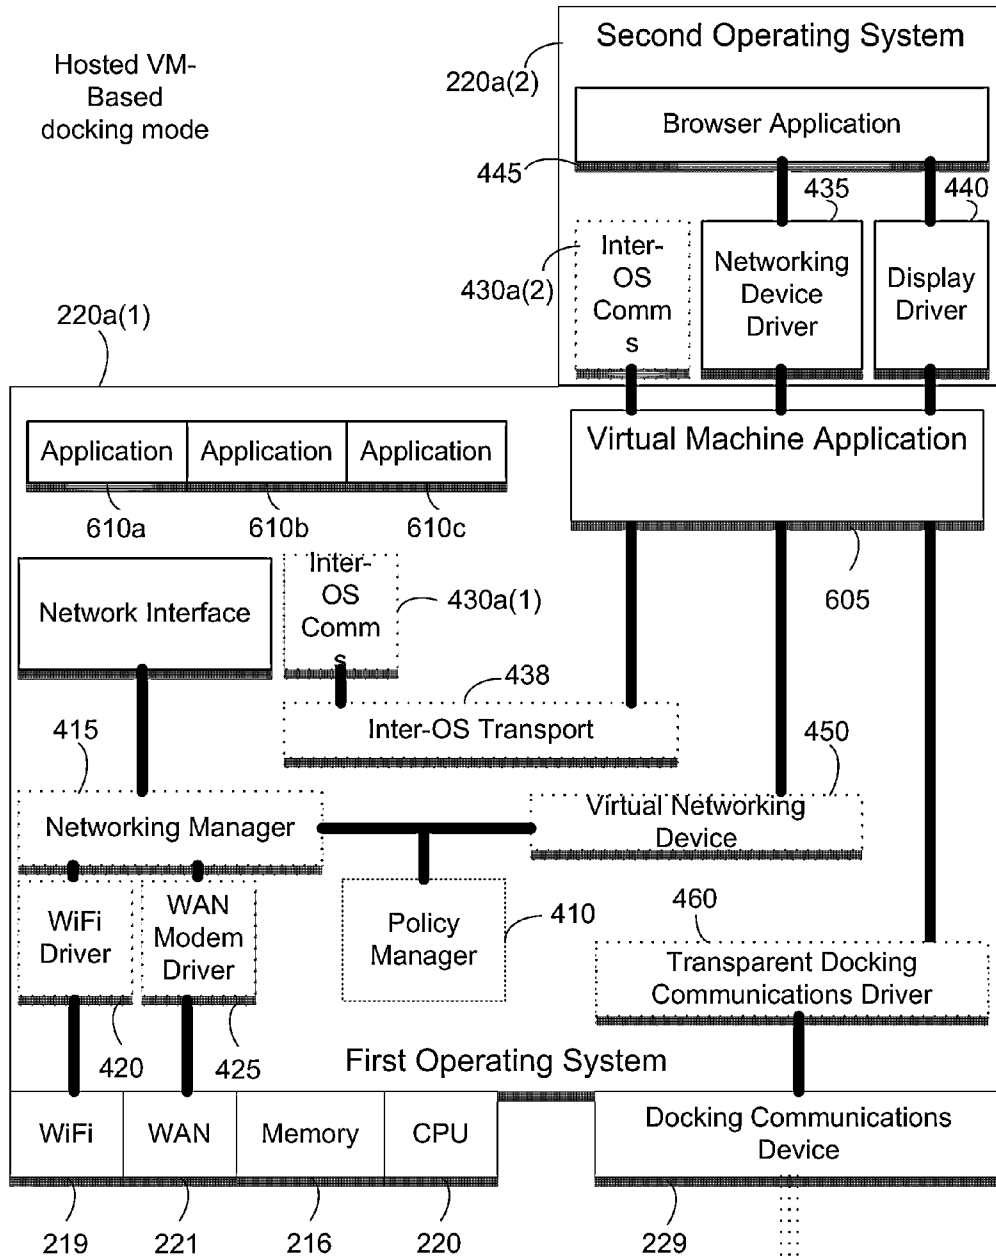 Hosted VM-
Based
docking mode
Second Operating System
220a(2)
Browser Application
445
435
440
Inter-
OS
Comm
s
430a(2)
Networking
Device
Driver
Display
Driver
220a(1)
Application
Application
Application
Virtual Machine Application
610a
610b
610c
605
Network Interface
Inter-
OS
Comm
s
430a(1)
438
Inter-OS Transport
415
450
Networking Manager
Virtual Networking
Device
WiFi
Driver
WAN
Modem
Driver
Policy
Manager
410
460
Transparent Docking
Communications Driver
420
425
First Operating System
WiFi
WAN
Memory
CPU
Docking Communications
Device
219
221
216
220
229